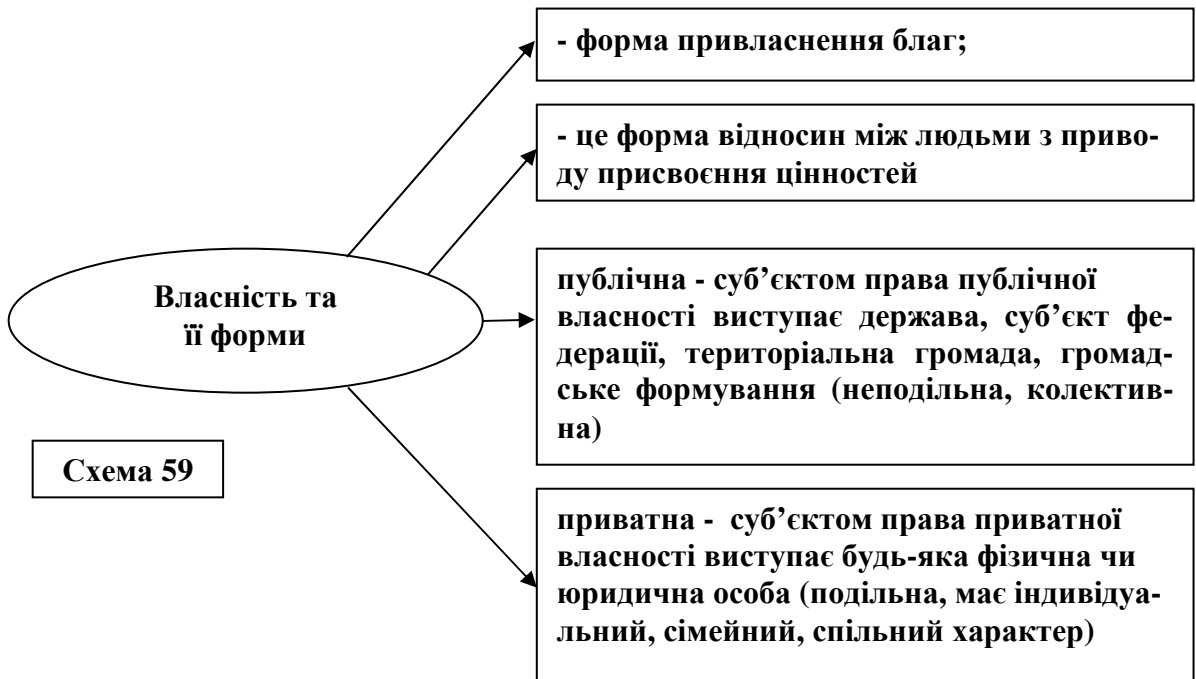 - форма привласнення благ;
- це форма відносин між людьми з приво-
ду присвоєння цінностей
Власність та
її форми
публічна - суб’єктом права публічної
власності виступає держава, суб’єкт фе-
дерації, територіальна громада, громад-
ське формування (неподільна, колектив-
на)
Схема 59
приватна - суб’єктом права приватної
власності виступає будь-яка фізична чи
юридична особа (подільна, має індивідуа-
льний, сімейний, спільний характер)